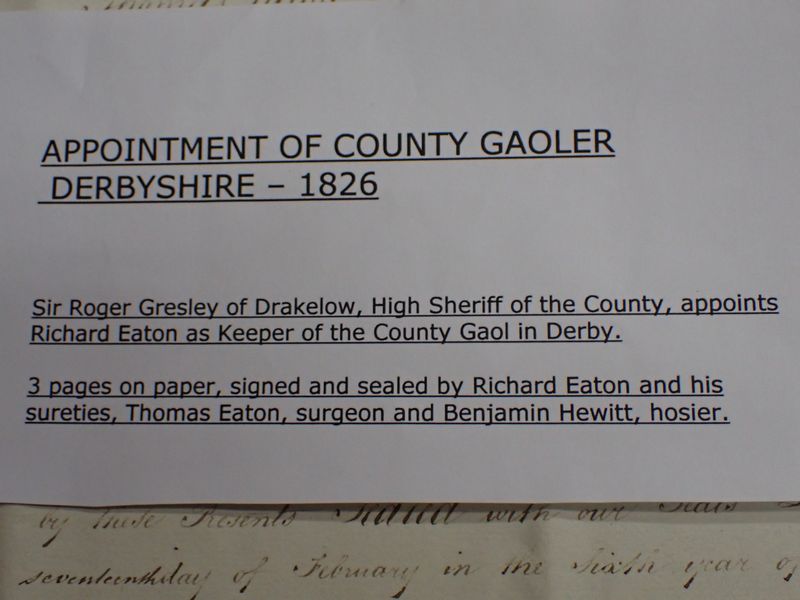 APPOINTMENT OF COUNTY GAOLER
DERBYSHIRE – 1826
Sir Roger Gresley of Drakelow, High Sheriff of the County, appoints
Richard Eaton as Keeper of the County Gaol in Derby.
3 pages on paper, signed and sealed by Richard Eaton and his
sureties, Thomas Eaton, surgeon and Benjamin Hewitt, hosier.
by these Presents Sealed with our Seals
seventeenth day of February in the Sixth year of